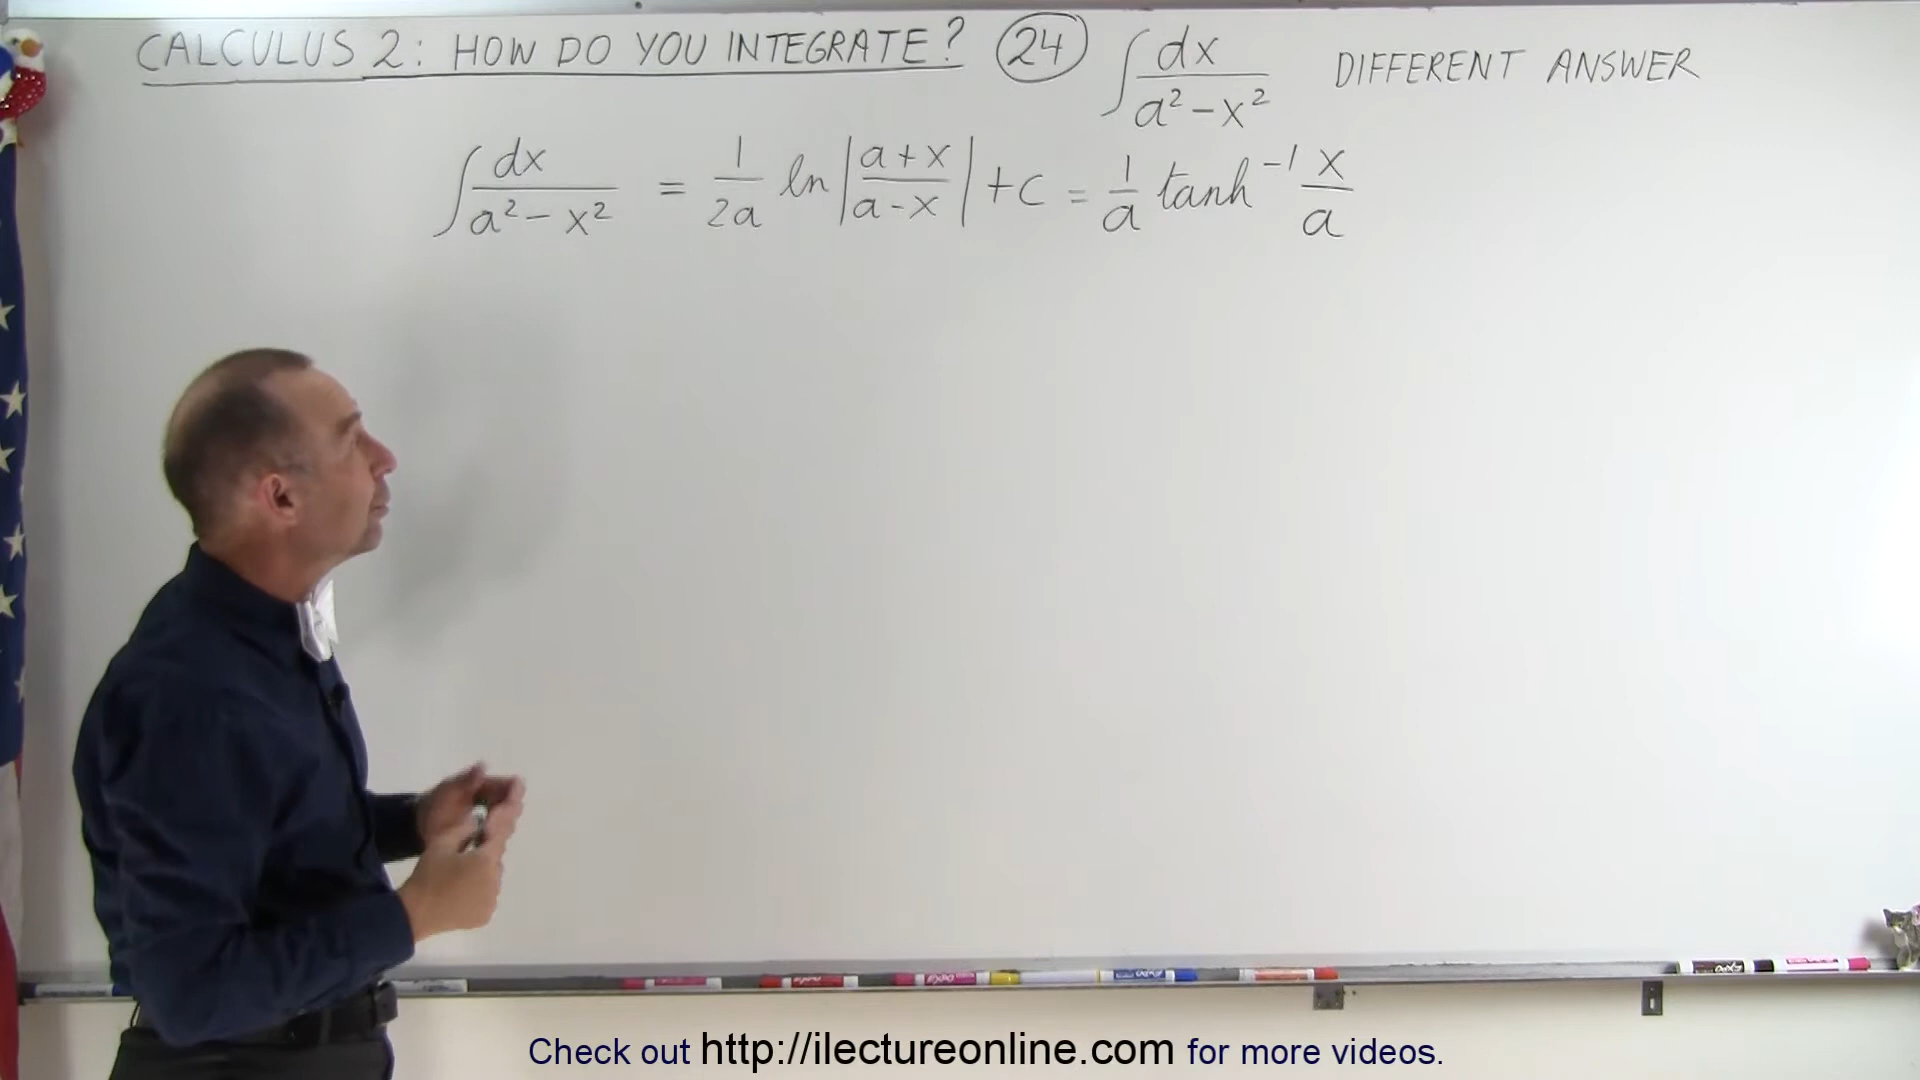 CALCULUS 2: HOW DO YOU INTEGRATE? 24 ∫ dx / (a² - x²) DIFFERENT ANSWER
∫ dx / (a² - x²) = 1/2a ln |a+x / a-x| + C = 1/a tanh⁻¹ x/a
Check out http://ilectureonline.com for more videos.